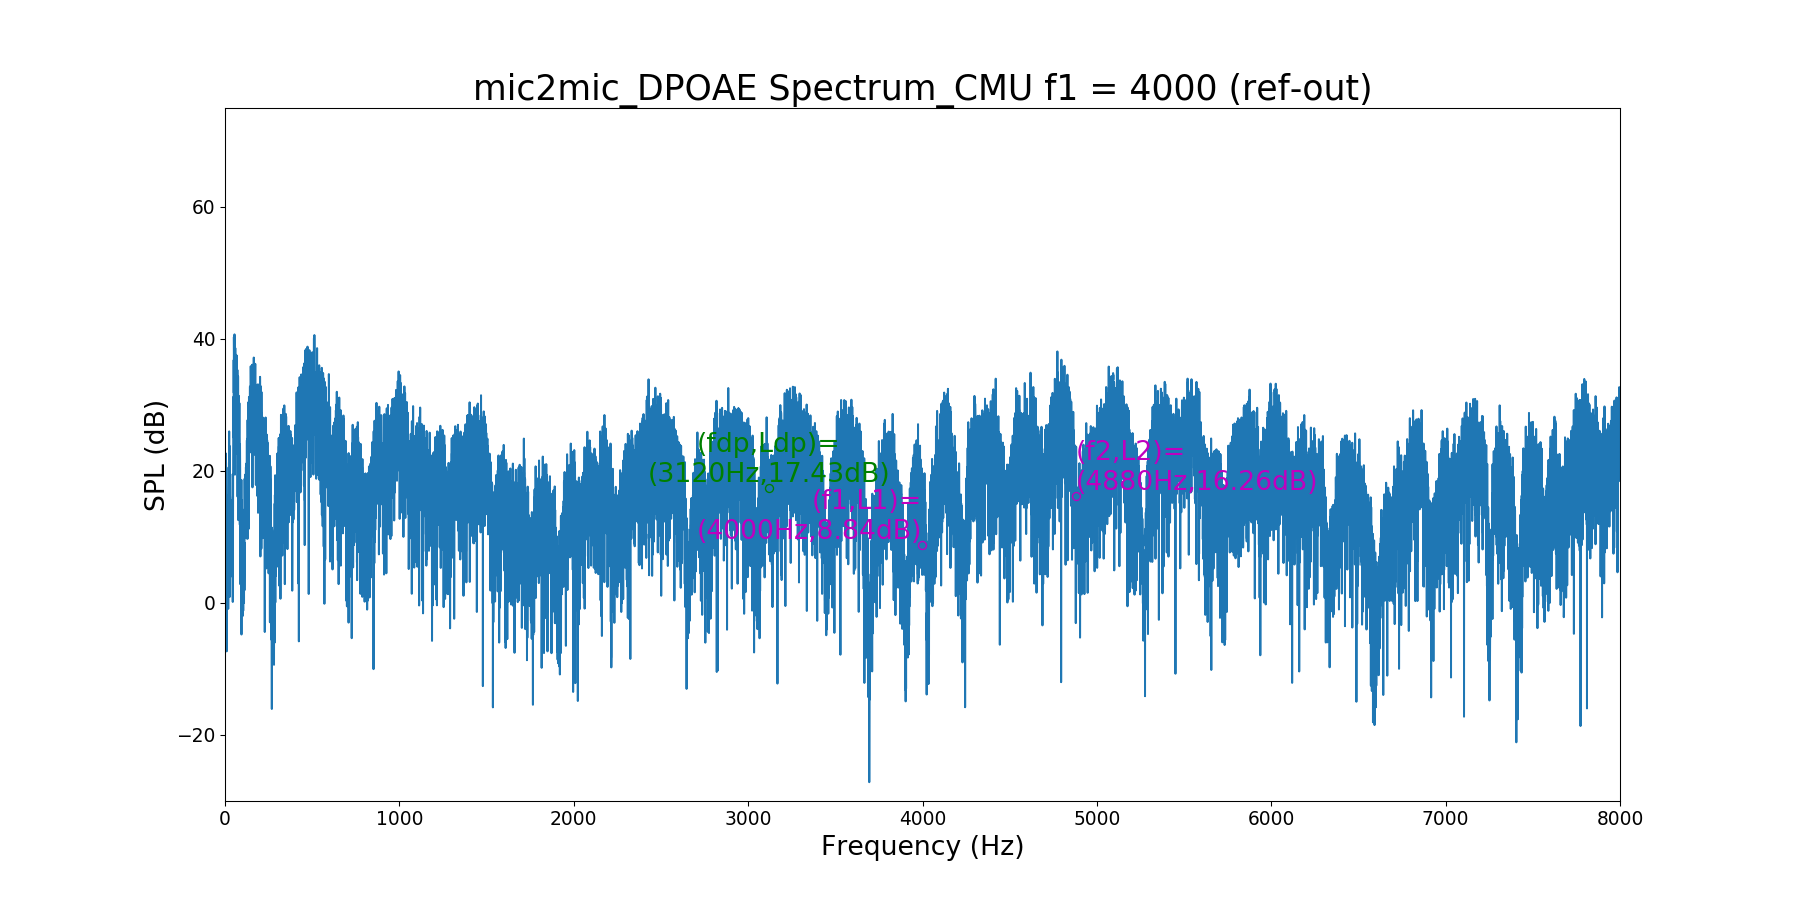 mic2mic_DPOAE Spectrum_CMU f1 = 4000 (ref-out)
SPL (dB)
60
40
20
0
−20
(fdp,Ldp)=
(3120Hz,17.43dB)
(f1,L1)=
(4000Hz,8.84dB)
(f2,L2)=
(4880Hz,16.26dB)
0 1000 2000 3000 4000 5000 6000 7000 8000
Frequency (Hz)